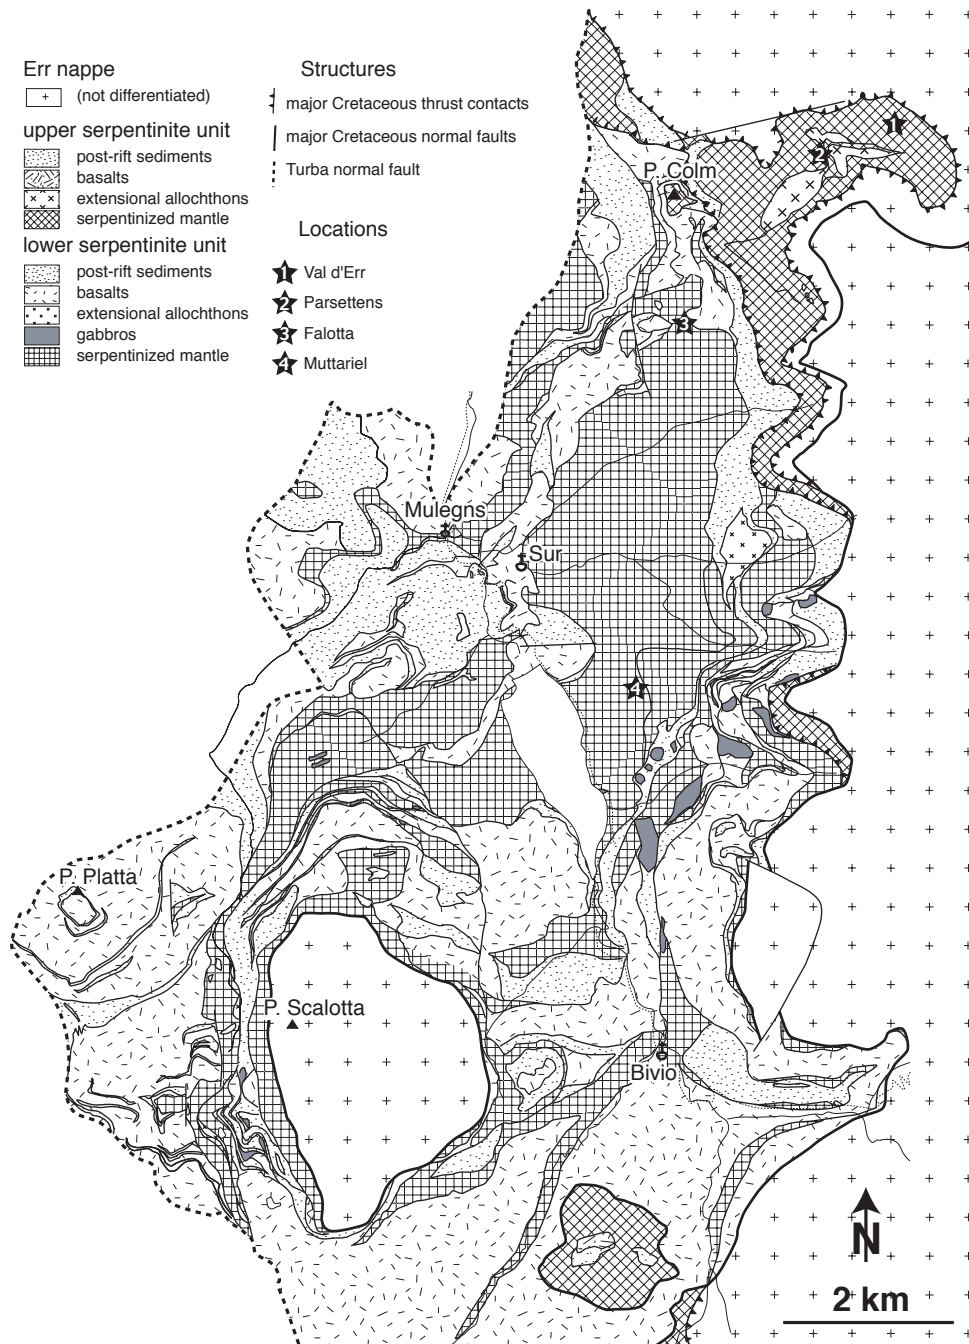 Err nappe
(not differentiated)
upper serpentinite unit
post-rift sediments
basalts
extensional allochthons
serpentinized mantle
lower serpentinite unit
post-rift sediments
basalts
extensional allochthons
gabbros
serpentinized mantle
Structures
major Cretaceous thrust contacts
major Cretaceous normal faults
Turba normal fault
Locations
1 Val d'Err
2 Parsettens
3 Falotta
4 Muttariel
1
2
P. Colm
3
Mulegns
Sur
4
P. Platta
P. Scalotta
Bivio
N
2 km